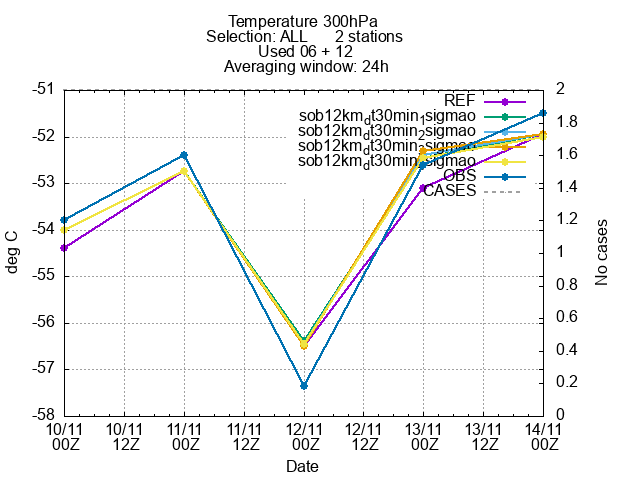 Temperature 300hPa
Selection: ALL 2 stations
Used 06 + 12
Averaging window: 24h
-51
-52
-53
-54
-55
-56
-57
-58
deg C
2
1.8
1.6
1.4
1.2
1
0.8
0.6
0.4
0.2
0
No cases
REF
sob12km_dt30min_1sigmao
sob12km_dt30min_2sigmao
sob12km_dt30min_3sigmao
sob12km_dt30min_sigmao
OBS
CASES
10/11 10/11 11/11 11/11 12/11 12/11 13/11 13/11 14/11
00Z 12Z 00Z 12Z 00Z 12Z 00Z 12Z 00Z
Date